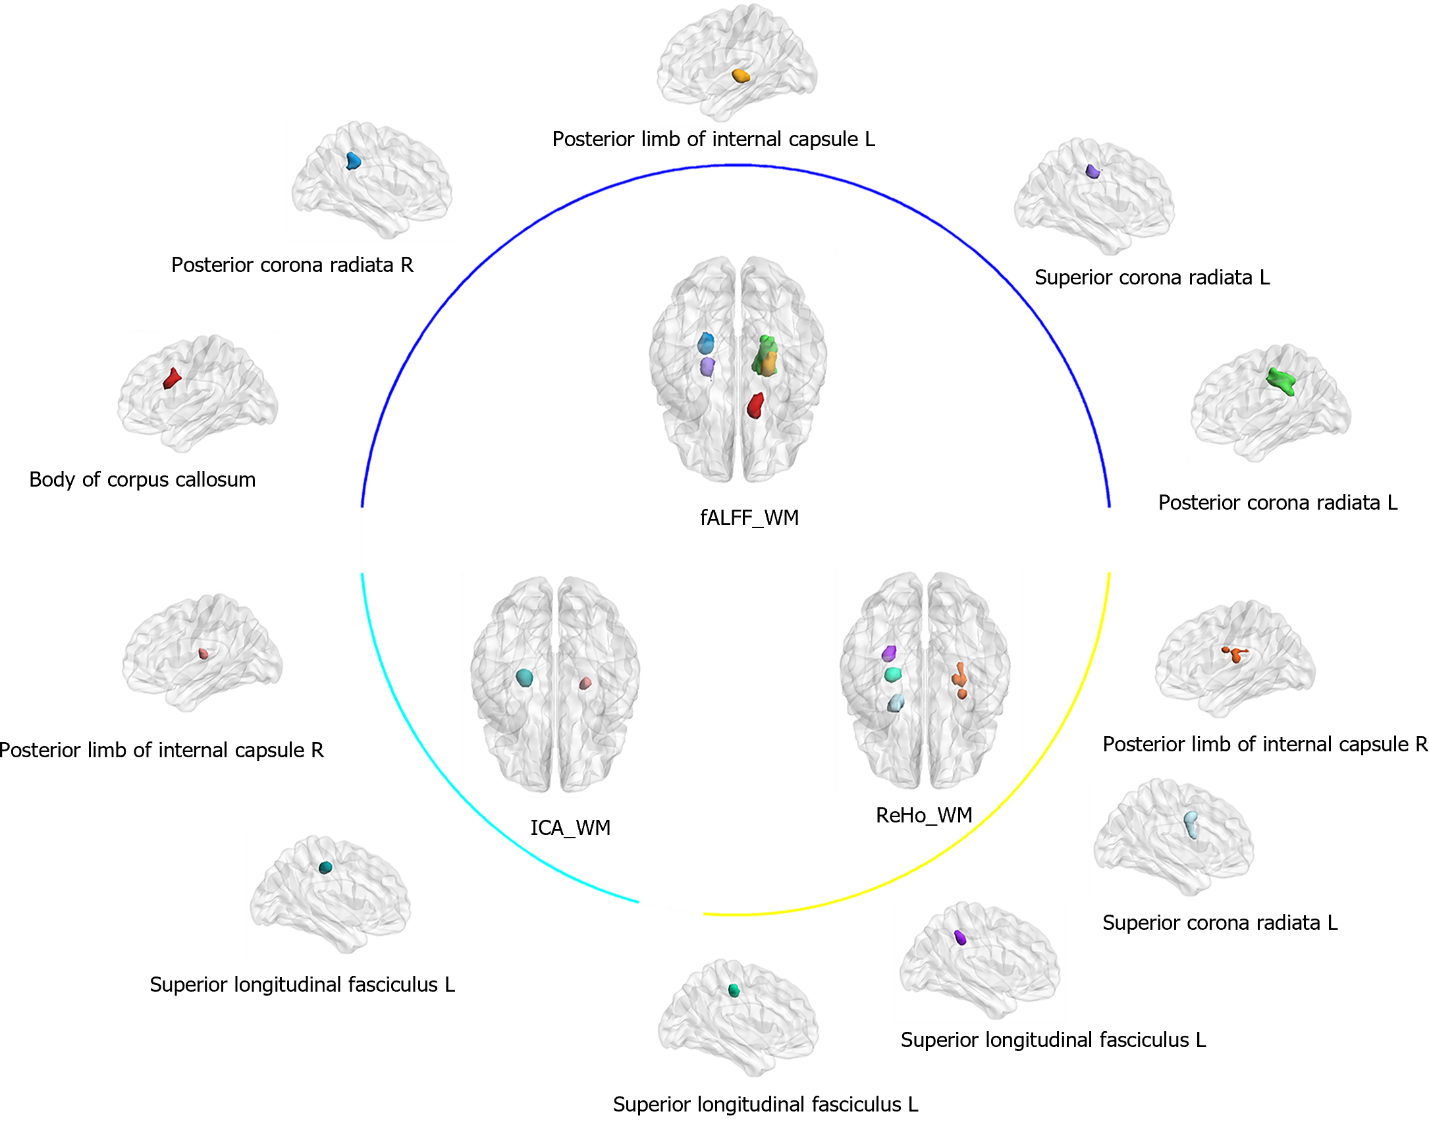 Posterior limb of internal capsule L
Posterior corona radiata R
Superior corona radiata L
Body of corpus callosum
Posterior corona radiata L
fALFF_WM
Posterior limb of internal capsule R
Posterior limb of internal capsule R
ICA_WM
ReHo_WM
Superior corona radiata L
Superior longitudinal fasciculus L
Superior longitudinal fasciculus L
Superior longitudinal fasciculus L